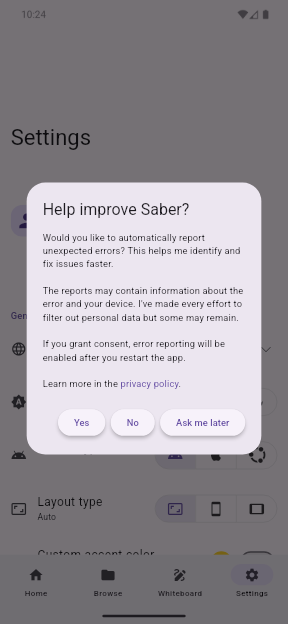 10:24
Settings
Help improve Saber?
Would you like to automatically report
unexpected errors? This helps me identify and
fix issues faster.
The reports may contain information about the
error and your device. I've made every effort to
filter out personal data but some may remain.
If you grant consent, error reporting will be
enabled after you restart the app.
Learn more in the privacy policy.
Yes
No
Ask me later
Layout type
Auto
Custom accent color
Home
Browse
Whiteboard
Settings